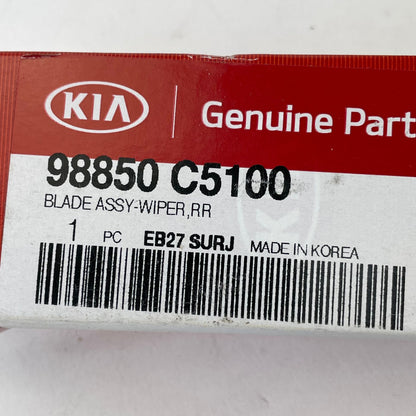 KIA
Genuine Part
98850 C5100
BLADE ASSY-WIPER,RR
1 PC EB27 SURJ MADE IN KOREA